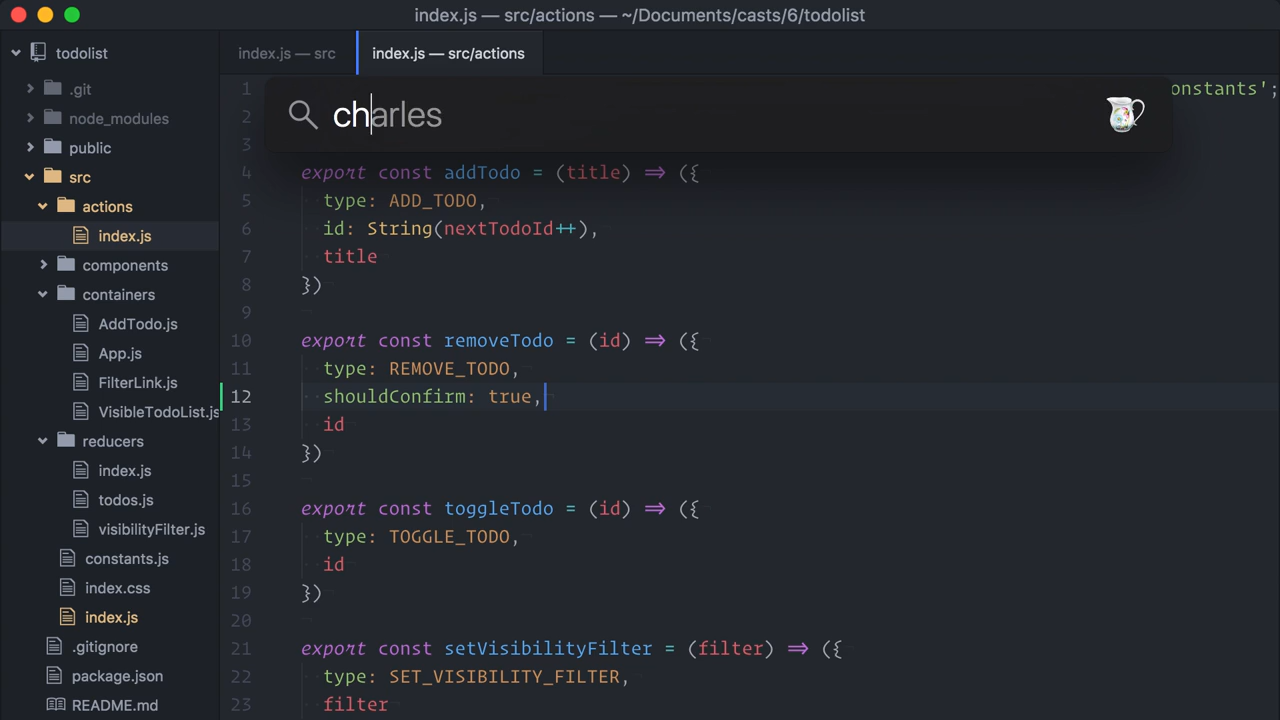 index.js — src/actions — ~/Documents/casts/6/todolist
todolist
.git
node_modules
public
src
actions
index.js
components
containers
AddTodo.js
App.js
FilterLink.js
VisibleTodoList.js
reducers
index.js
todos.js
visibilityFilter.js
constants.js
index.css
index.js
.gitignore
package.json
README.md
index.js — src
index.js — src/actions
charles
1 onstants';
2
3
4 export const addTodo = (title) => ({
5 type: ADD_TODO,
6 id: String(nextTodoId++),
7 title
8 })
9
10 export const removeTodo = (id) => ({
11 type: REMOVE_TODO,
12 shouldConfirm: true,
13 id
14 })
15
16 export const toggleTodo = (id) => ({
17 type: TOGGLE_TODO,
18 id
19 })
20
21 export const setVisibilityFilter = (filter) => ({
22 type: SET_VISIBILITY_FILTER,
23 filter